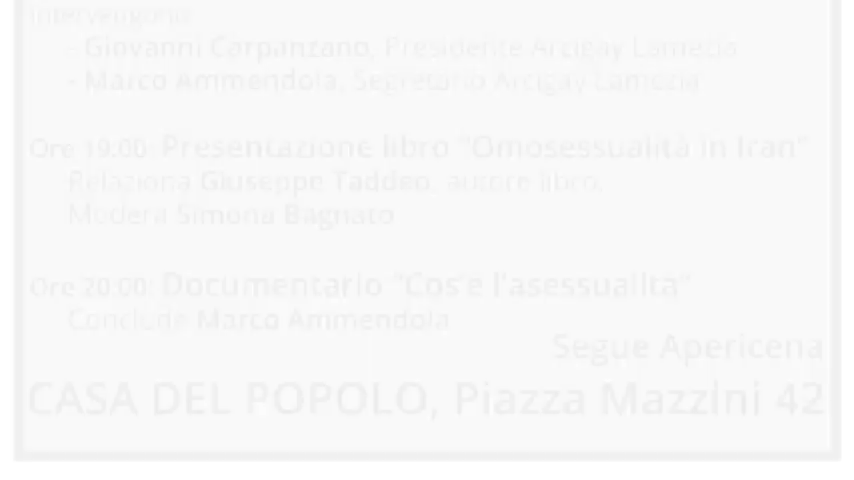 Intervengono:
- Giovanni Carpanzano, Presidente Arcigay Lamezia
- Marco Ammendola, Segretario Arcigay Lamezia
Ore 19:00: Presentazione libro "Omosessualità in Iran"
Relaziona Giuseppe Taddeo, autore libro.
Modera Simona Bagnato
Ore 20:00: Documentario "Cos'e l'asessualità"
Conclude Marco Ammendola
Segue Apericena
CASA DEL POPOLO, Piazza Mazzini 42